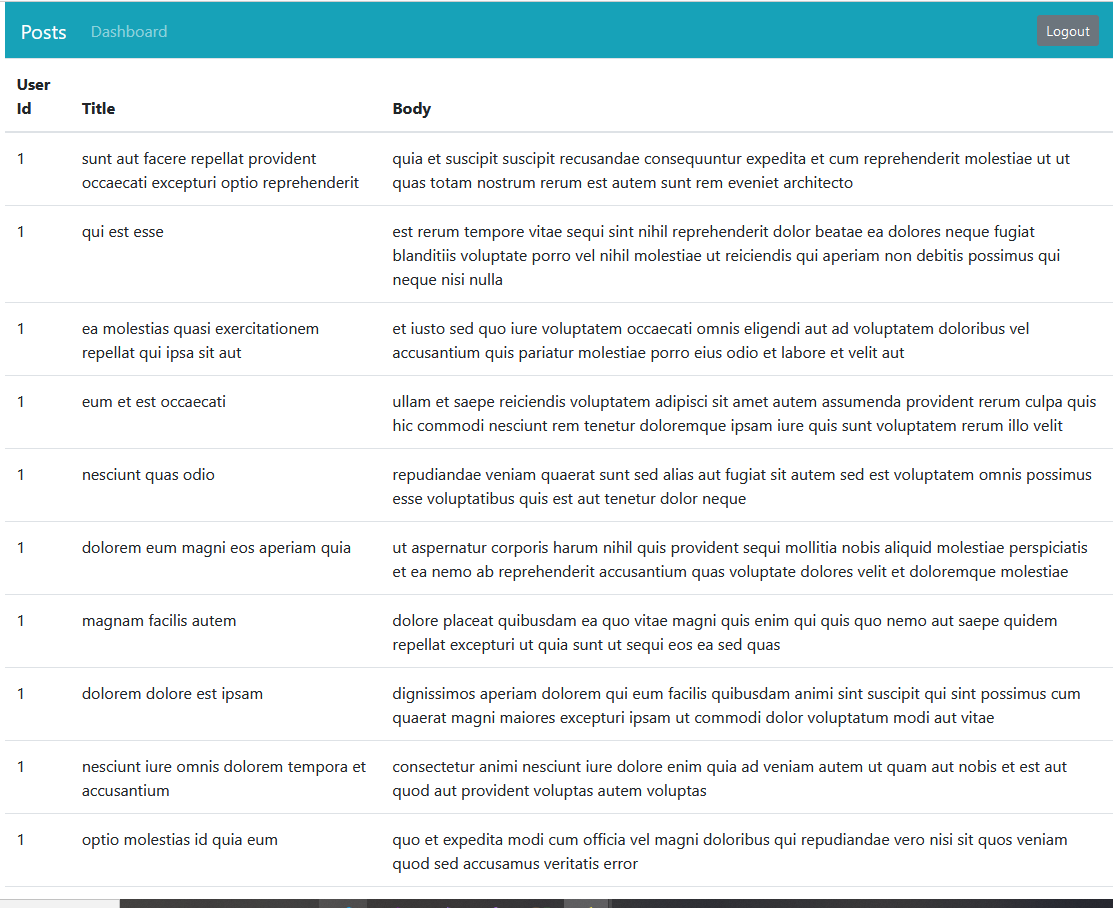 Posts Dashboard Logout
User
Id Title Body
1 sunt aut facere repellat provident quia et suscipit suscipit recusandae consequuntur expedita et cum reprehenderit molestiae ut ut
occaecati excepturi optio reprehenderit quas totam nostrum rerum est autem sunt rem eveniet architecto
1 qui est esse est rerum tempore vitae sequi sint nihil reprehenderit dolor beatae ea dolores neque fugiat
blanditiis voluptate porro vel nihil molestiae ut reiciendis qui aperiam non debitis possimus qui
neque nisi nulla
1 ea molestias quasi exercitationem et iusto sed quo iure voluptatem occaecati omnis eligendi aut ad voluptatem doloribus vel
repellat qui ipsa sit aut accusantium quis pariatur molestiae porro eius odio et labore et velit aut
1 eum et est occaecati ullam et saepe reiciendis voluptatem adipisci sit amet autem assumenda provident rerum culpa quis
hic commodi nesciunt rem tenetur doloremque ipsam iure quis sunt voluptatem rerum illo velit
1 nesciunt quas odio repudiandae veniam quaerat sunt sed alias aut fugiat sit autem sed est voluptatem omnis possimus
esse voluptatibus quis est aut tenetur dolor neque
1 dolorem eum magni eos aperiam quia ut aspernatur corporis harum nihil quis provident sequi mollitia nobis aliquid molestiae perspiciatis
et ea nemo ab reprehenderit accusantium quas voluptate dolores velit et doloremque molestiae
1 magnam facilis autem dolore placeat quibusdam ea quo vitae magni quis enim qui quis quo nemo aut saepe quidem
repellat excepturi ut quia sunt ut sequi eos ea sed quas
1 dolorem dolore est ipsam dignissimos aperiam dolorem qui eum facilis quibusdam animi sint suscipit qui sint possimus cum
quaerat magni maiores excepturi ipsam ut commodi dolor voluptatum modi aut vitae
1 nesciunt iure omnis dolorem tempora et consectetur animi nesciunt iure dolore enim quia ad veniam autem ut quam aut nobis et est aut
accusantium quod aut provident voluptas autem voluptas
1 optio molestias id quia eum quo et expedita modi cum officia vel magni doloribus qui repudiandae vero nisi sit quos veniam
quod sed accusamus veritatis error